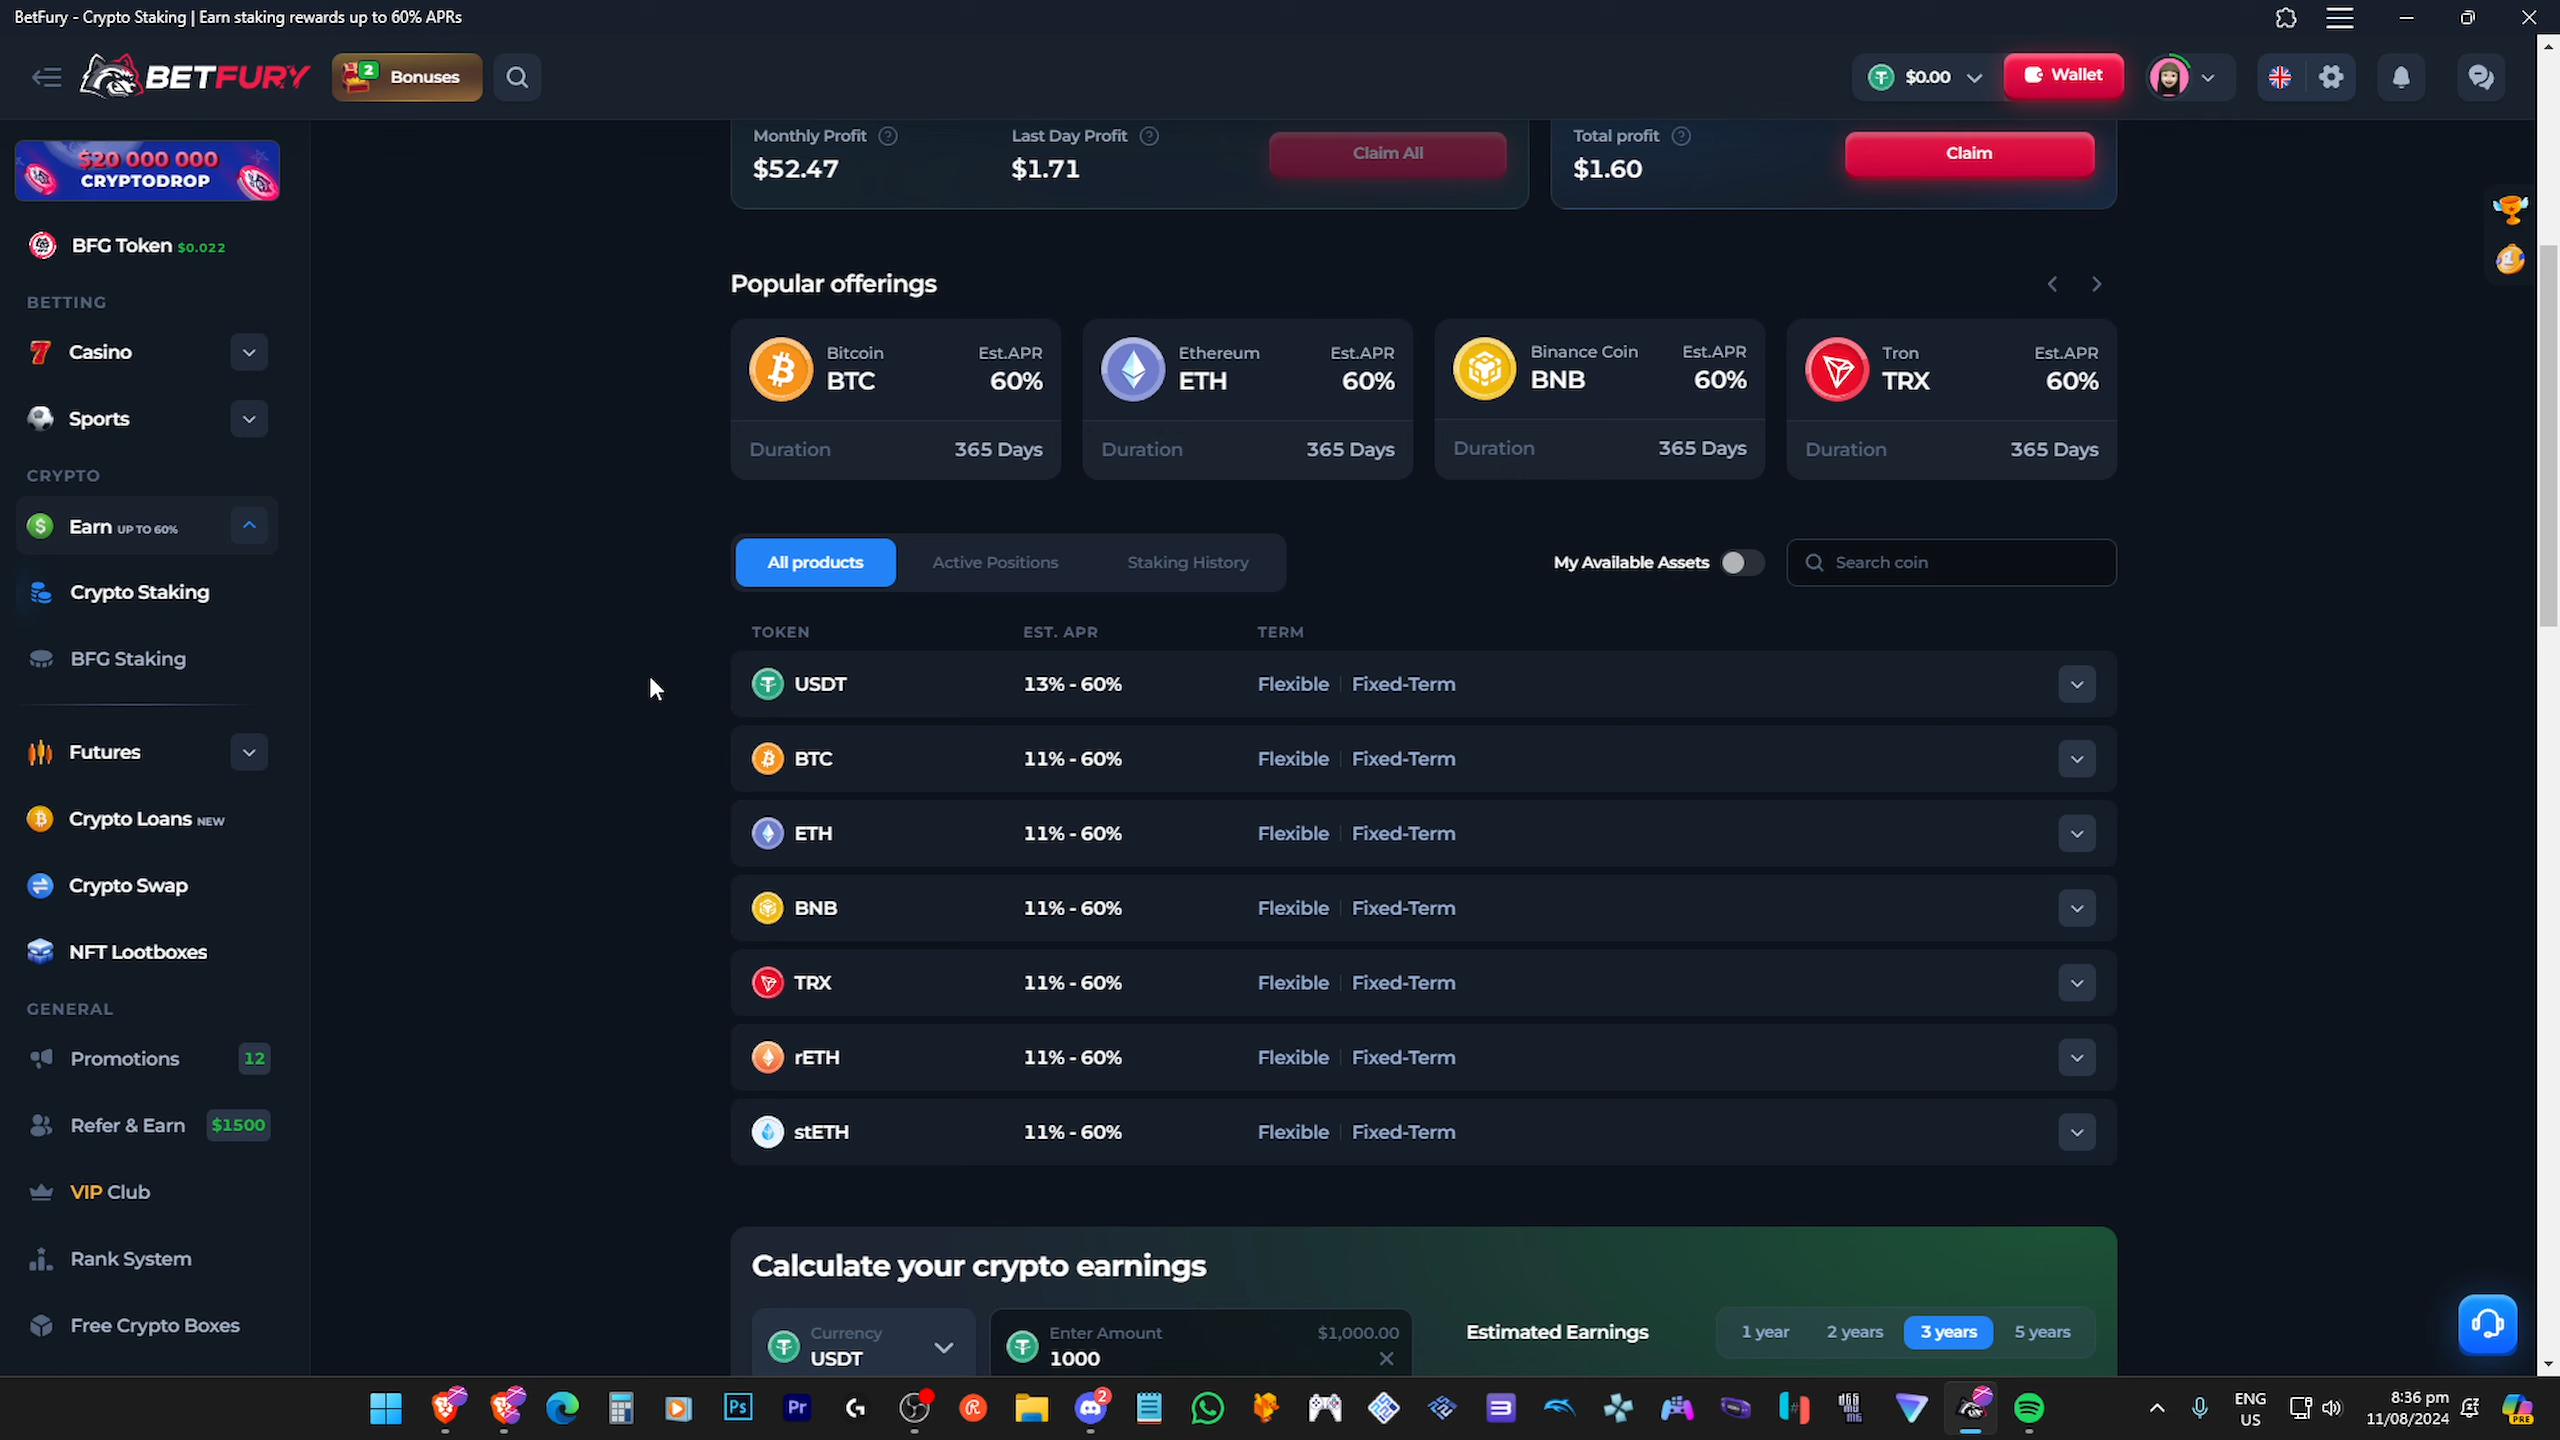 BetFury - Crypto Staking | Earn staking rewards up to 60% APRs
BETFURY
2
Bonuses
$0.00
Wallet
$20 000 000
CRYPTODROP
BFG Token $0.022
BETTING
Casino
Sports
CRYPTO
Earn UP TO 60%
Crypto Staking
BFG Staking
Futures
Crypto Loans NEW
Crypto Swap
NFT Lootboxes
GENERAL
Promotions 12
Refer & Earn $1500
VIP Club
Rank System
Free Crypto Boxes
Monthly Profit ?
$52.47
Last Day Profit ?
$1.71
Claim All
Total profit ?
$1.60
Claim
Popular offerings
Bitcoin Est.APR
BTC 60%
Duration 365 Days
Ethereum Est.APR
ETH 60%
Duration 365 Days
Binance Coin Est.APR
BNB 60%
Duration 365 Days
Tron Est.APR
TRX 60%
Duration 365 Days
All products Active Positions Staking History
My Available Assets
Search coin
TOKEN EST. APR TERM
USDT 13% - 60% Flexible | Fixed-Term
BTC 11% - 60% Flexible | Fixed-Term
ETH 11% - 60% Flexible | Fixed-Term
BNB 11% - 60% Flexible | Fixed-Term
TRX 11% - 60% Flexible | Fixed-Term
rETH 11% - 60% Flexible | Fixed-Term
stETH 11% - 60% Flexible | Fixed-Term
Calculate your crypto earnings
Currency
USDT
Enter Amount $1,000.00
1000
Estimated Earnings
1 year 2 years 3 years 5 years
Ps
Pr
2
ENG
US
8:36 pm
11/08/2024
PRE